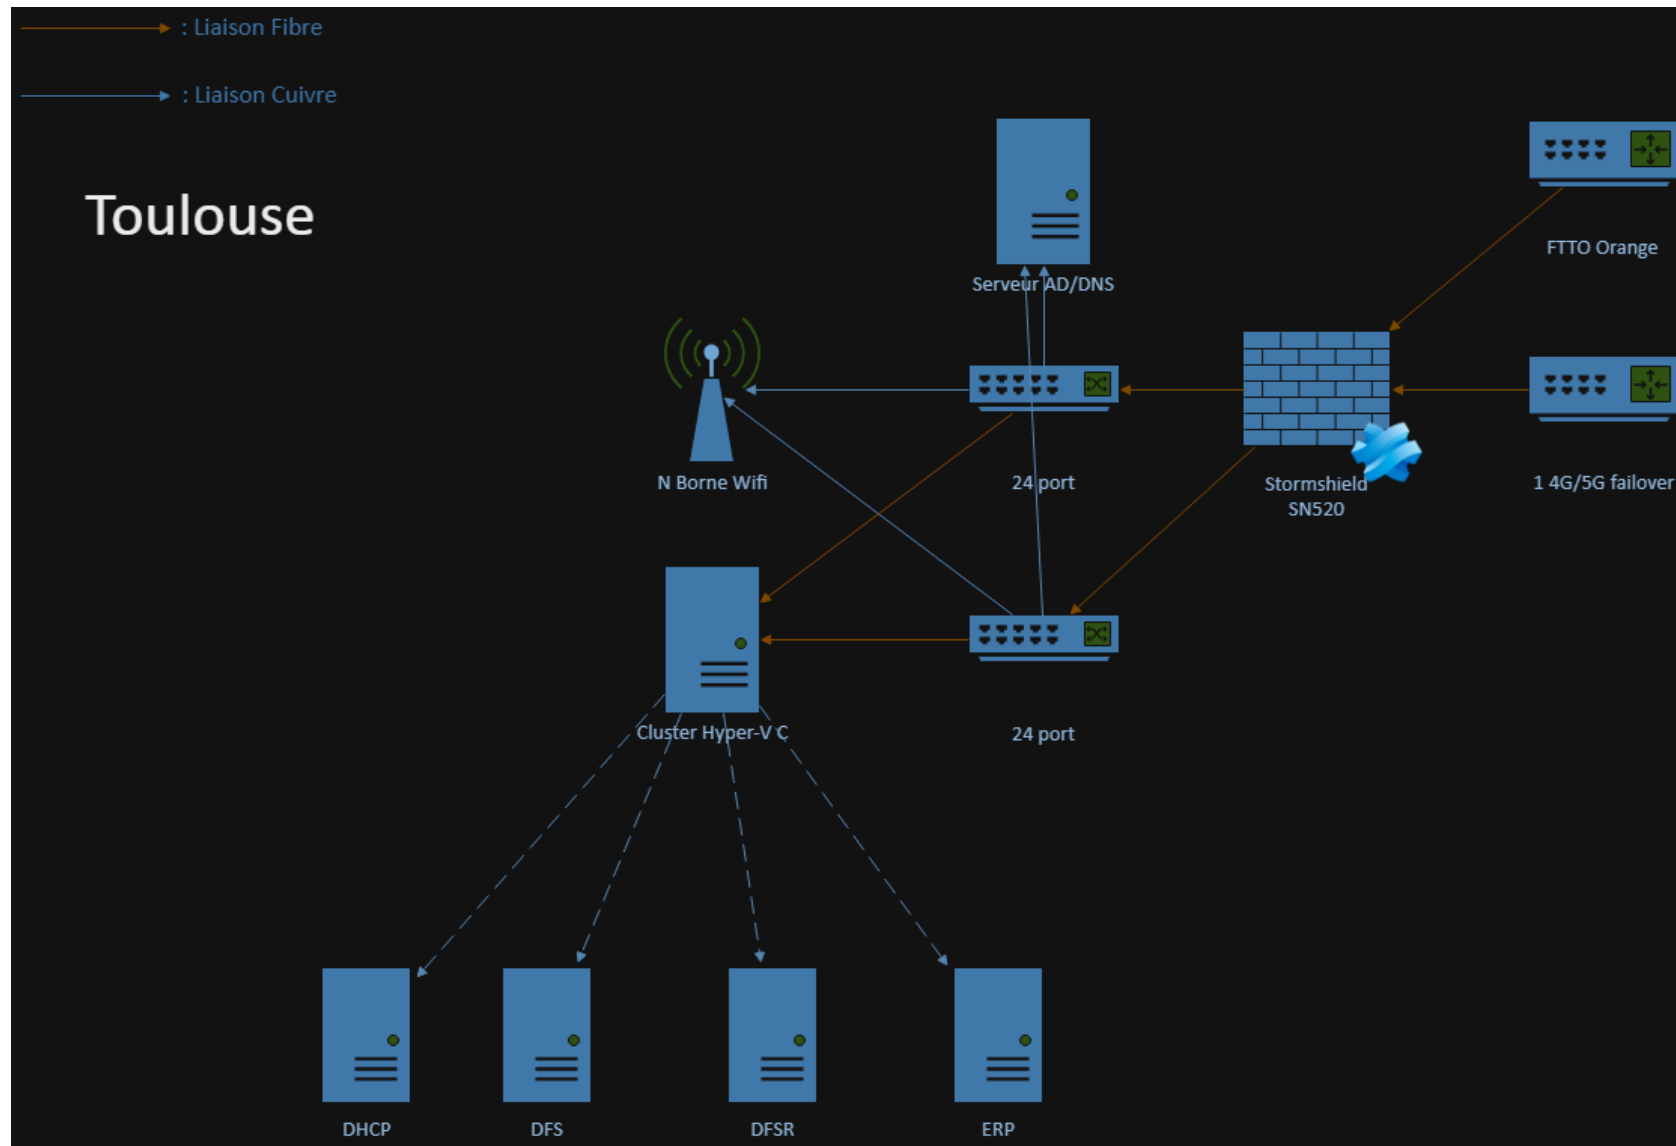 : Liaison Fibre
: Liaison Cuivre
Toulouse
Serveur AD/DNS
FTTO Orange
N Borne Wifi
24 port
Stormshield
SN520
1 4G/5G failover
Cluster Hyper-V C
24 port
DHCP
DFS
DFSR
ERP